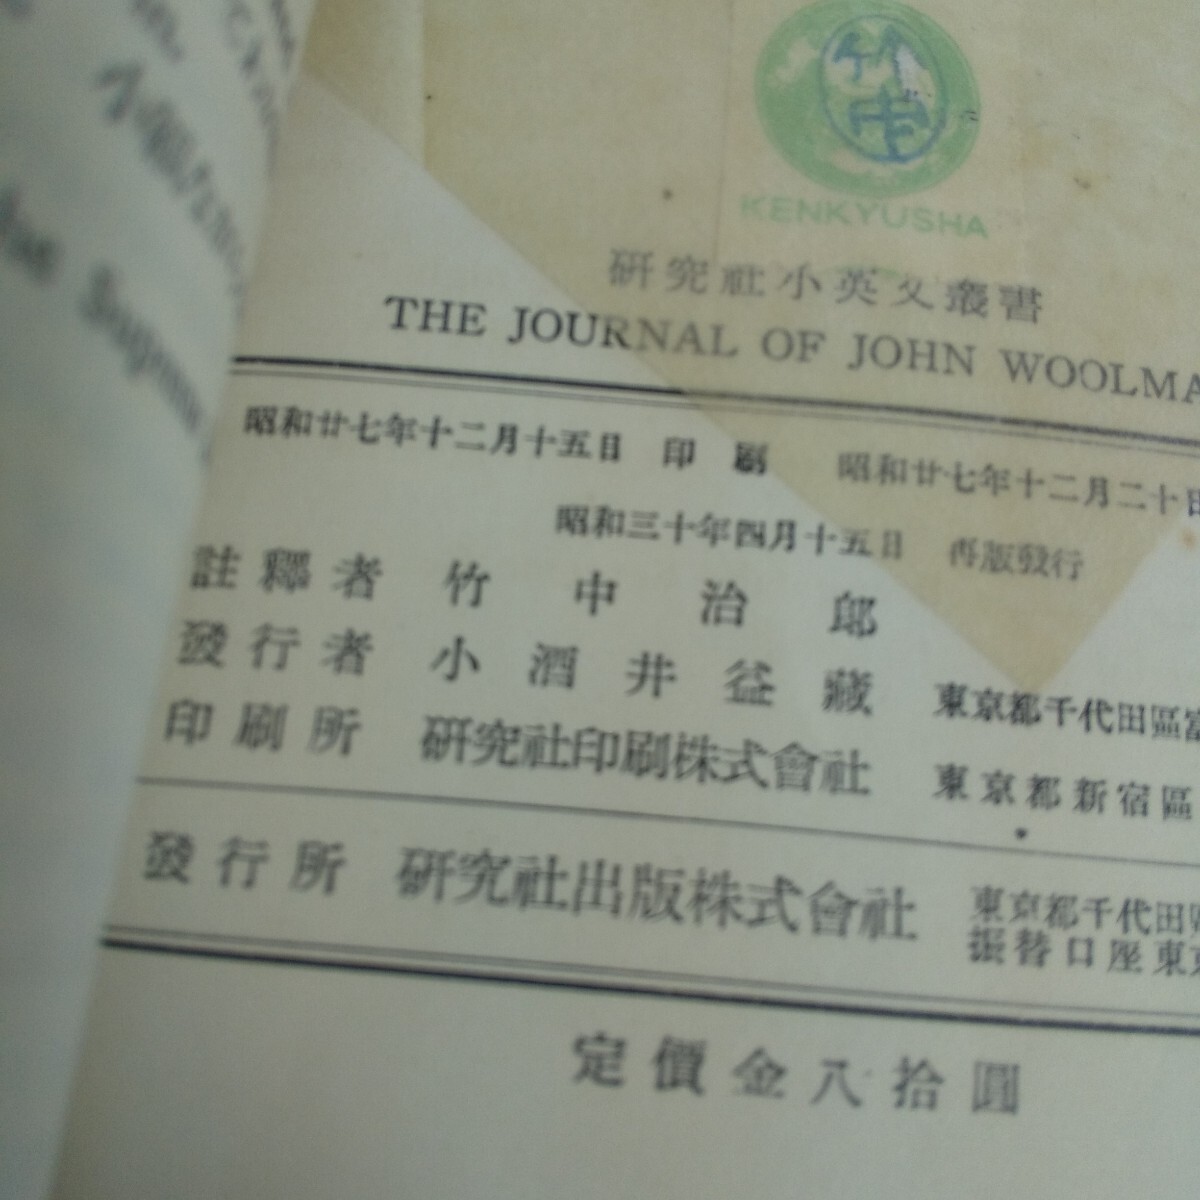 竹中
KENKYUSHA
研究社小英文叢書
THE JOURNAL OF JOHN WOOLMA
昭和廿七年十二月十五日 印刷 昭和廿七年十二月二十日
昭和三十年四月十五日 再版發行
註釋者 竹中治郎
發行者 小酒井益藏 東京都千代田區富
印刷所 研究社印刷株式會社 東京都新宿區
發行所 研究社出版株式會社 東京都千代田區
振替口座東京
定價金八拾圓